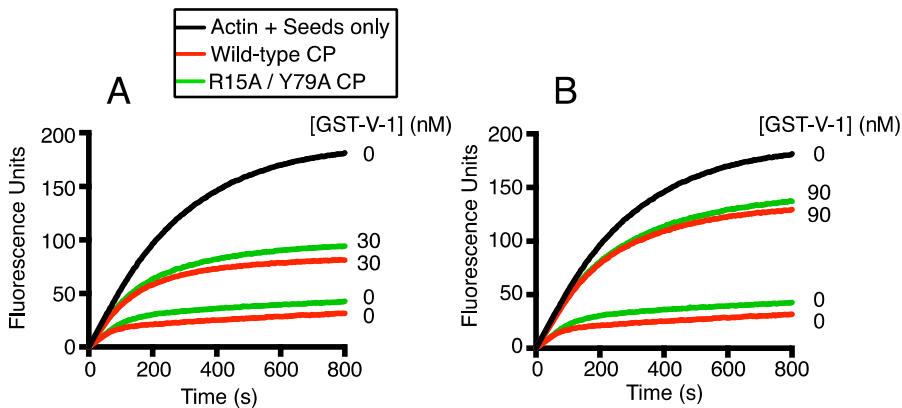 Actin + Seeds only
Wild-type CP
R15A / Y79A CP
A
[GST-V-1] (nM)
Fluorescence Units
200
150
100
50
0
0
30
30
0
0
0 200 400 600 800
Time (s)
B
[GST-V-1] (nM)
Fluorescence Units
200
150
100
50
0
0
90
90
0
0
0 200 400 600 800
Time (s)